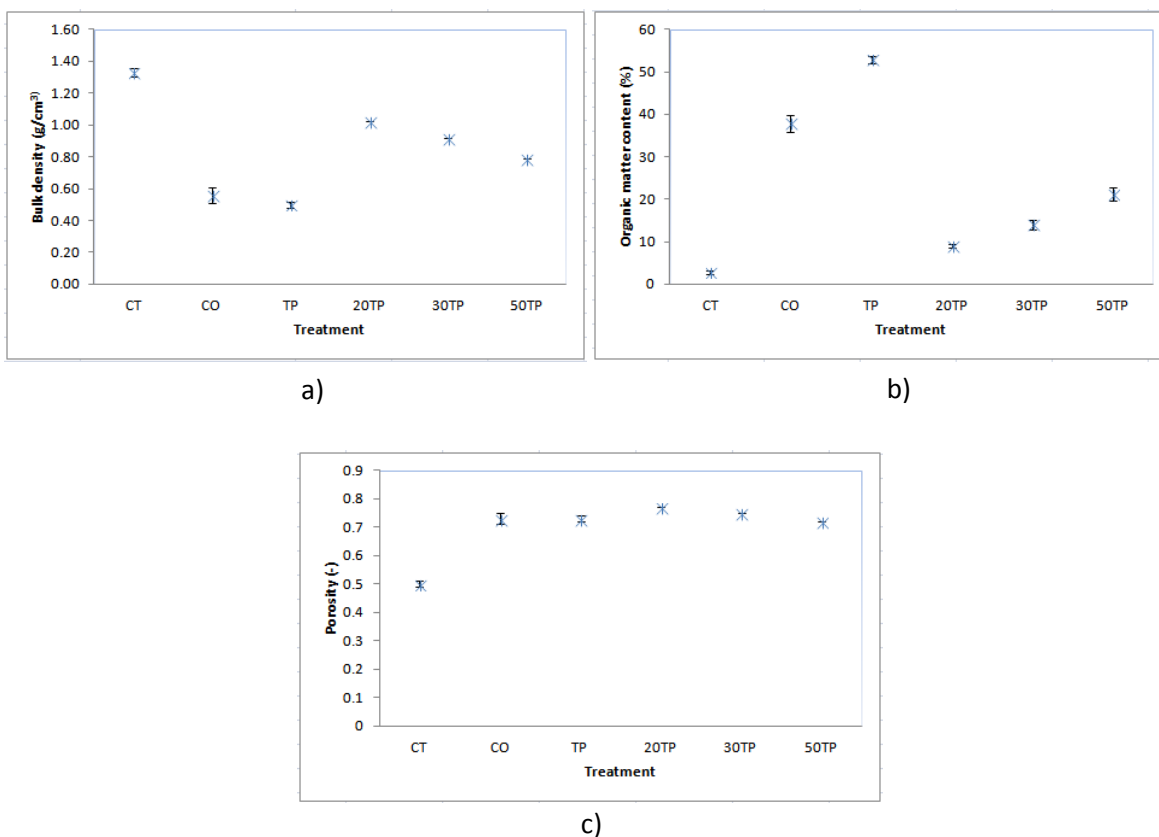 1.60
1.40
1.20
1.00
0.80
0.60
0.40
0.20
0.00
Bulk density (g/cm³)
CT CO TP 20TP 30TP 50TP
Treatment
a)
60
50
40
30
20
10
0
Organic matter content (%)
CT CO TP 20TP 30TP 50TP
Treatment
b)
0.9
0.8
0.7
0.6
0.5
0.4
0.3
0.2
0.1
0
Porosity (-)
CT CO TP 20TP 30TP 50TP
Treatment
c)